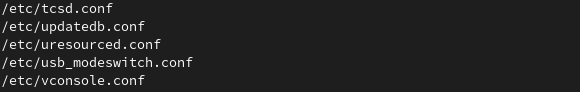 /etc/tcsd.conf
/etc/updatedb.conf
/etc/uresourced.conf
/etc/usb_modeswitch.conf
/etc/vconsole.conf